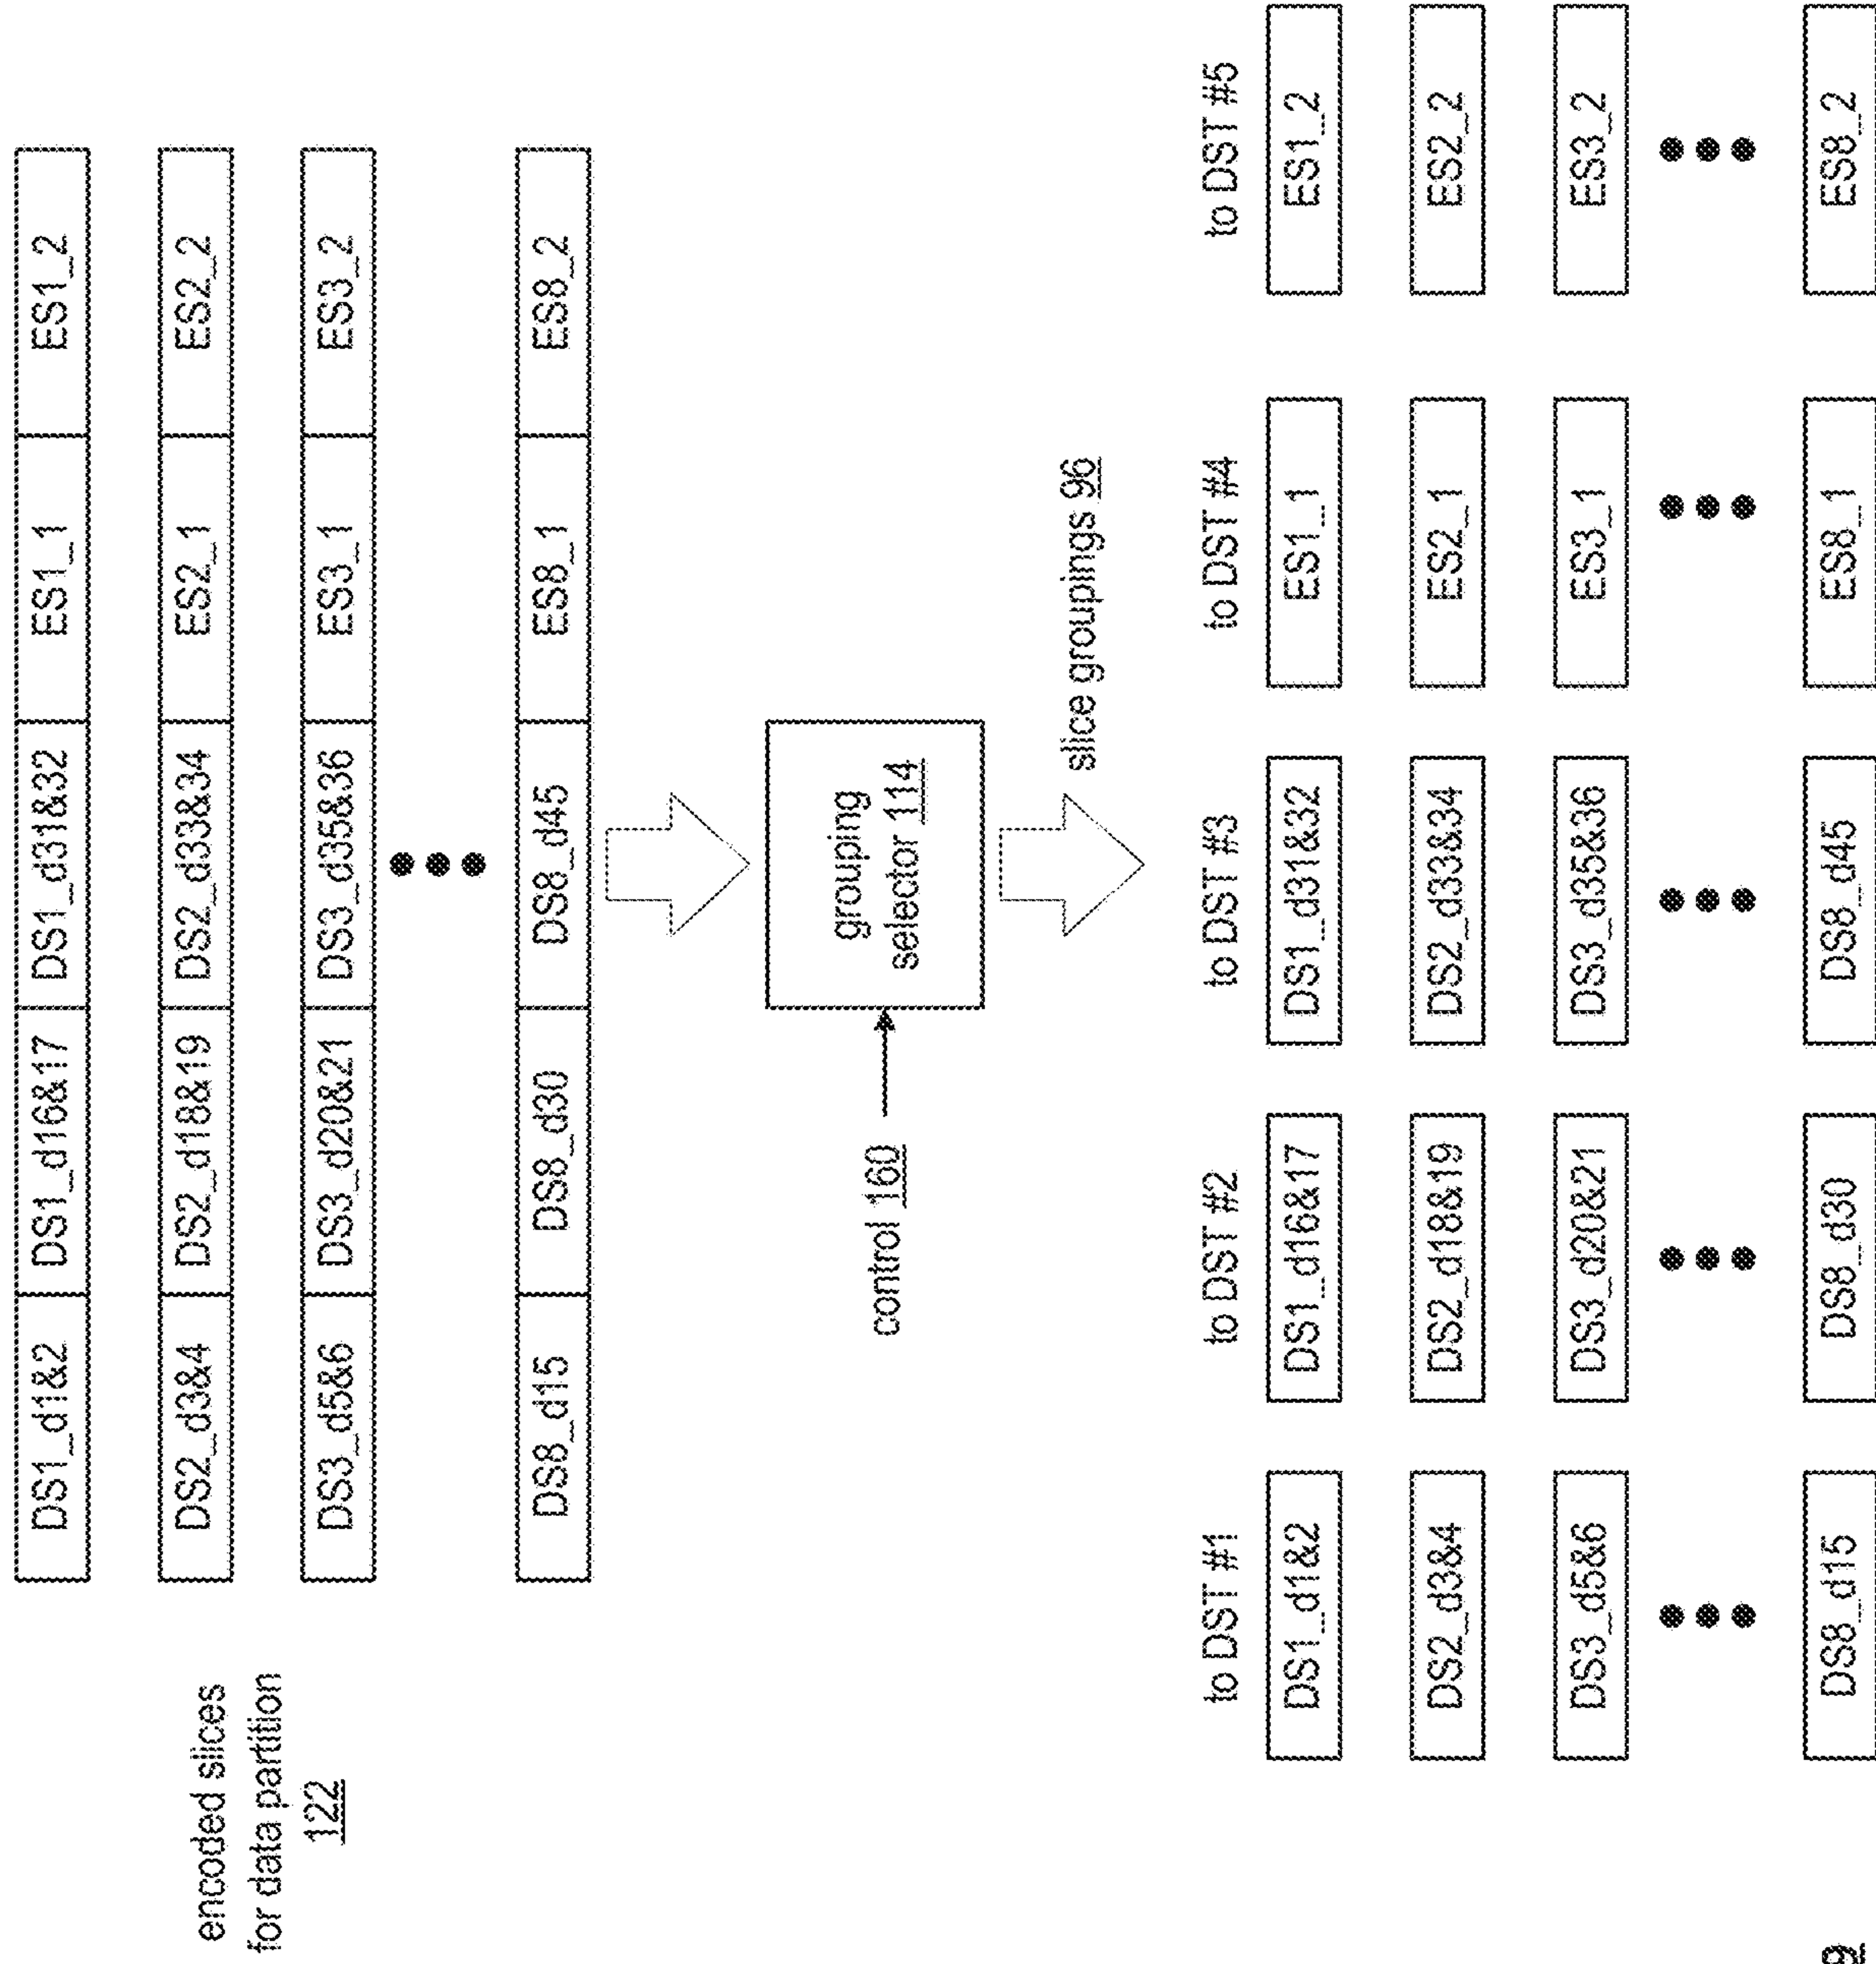 DS1_d1&2 DS1_d16&17 DS1_d31&32 ES1_1 ES1_2
encoded slices
for data partition
122
DS2_d3&4 DS2_d18&19 DS2_d33&34 ES2_1 ES2_2
DS3_d5&6 DS3_d20&21 DS3_d35&36 ES3_1 ES3_2
DS8_d15 DS8_d30 DS8_d45 ES8_1 ES8_2
control 160
grouping
selector 114
slice groupings 96
to DST #1 to DST #2 to DST #3 to DST #4 to DST #5
DS1_d1&2 DS1_d16&17 DS1_d31&32 ES1_1 ES1_2
DS2_d3&4 DS2_d18&19 DS2_d33&34 ES2_1 ES2_2
DS3_d5&6 DS3_d20&21 DS3_d35&36 ES3_1 ES3_2
DS8_d15 DS8_d30 DS8_d45 ES8_1 ES8_2